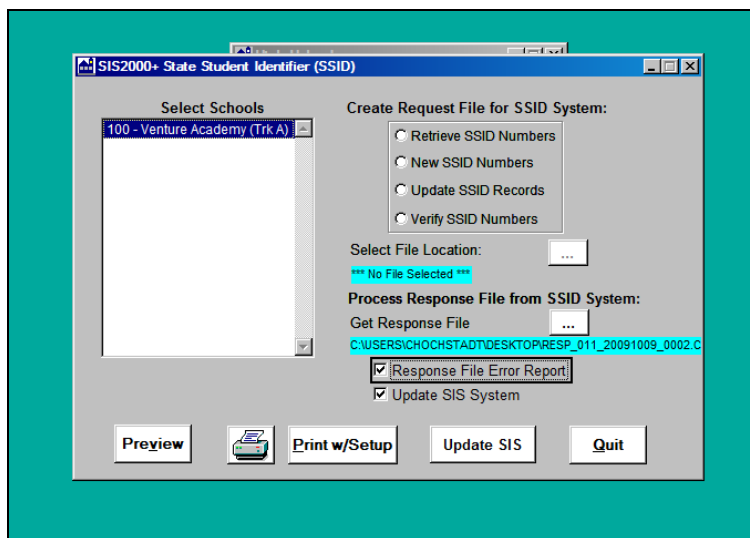 SIS2000+ State Student Identifier (SSID)
Select Schools
100 - Venture Academy (Trk A)
Create Request File for SSID System:
Retrieve SSID Numbers
New SSID Numbers
Update SSID Records
Verify SSID Numbers
Select File Location:
...
*** No File Selected ***
Process Response File from SSID System:
Get Response File
...
C:\USERS\CHOCHSTADT\DESKTOP\RESP_011_20091009_0002.C
Response File Error Report
Update SIS System
Preview
Print w/Setup
Update SIS
Quit